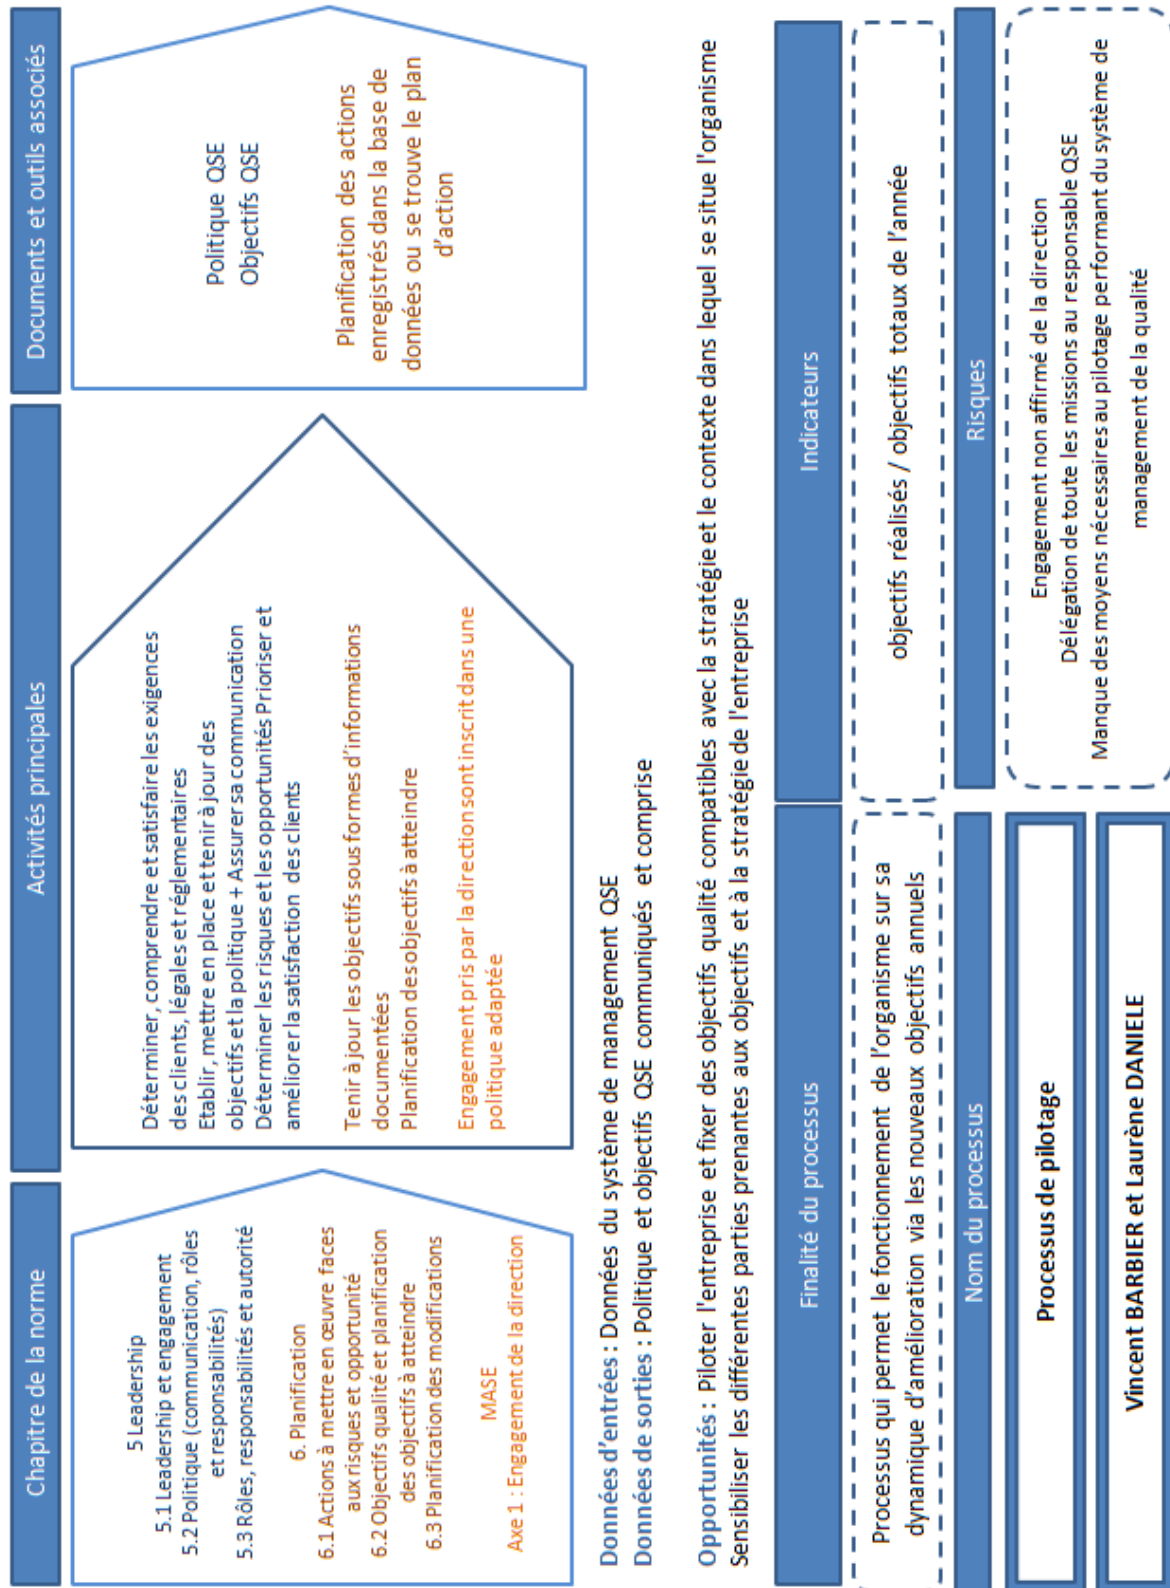 Chapitre de la norme
5 Leadership
5.1 Leadership et engagement
5.2 Politique (communication, rôles
et responsabilités)
5.3 Rôles, responsabilités et autorité
6. Planification
6.1 Actions à mettre en œuvre faces
aux risques et opportunité
6.2 Objectifs qualité et planification
des objectifs à atteindre
6.3 Planification des modifications
MASE
Axe 1 : Engagement de la direction
Activités principales
Déterminer, comprendre et satisfaire les exigences
des clients, légales et réglementaires
Etablir, mettre en place et tenir à jour des
objectifs et la politique + Assurer sa communication
Déterminer les risques et les opportunités Prioriser et
améliorer la satisfaction des clients
Tenir à jour les objectifs sous formes d'informations
documentées
Planification des objectifs à atteindre
Engagement pris par la direction sont inscrit dans une
politique adaptée
Documents et outils associés
Politique QSE
Objectifs QSE
Planification des actions
enregistrés dans la base de
données ou se trouve le plan
d'action
Données d'entrées : Données du système de management QSE
Données de sorties : Politique et objectifs QSE communiqués et comprise
Opportunités : Piloter l'entreprise et fixer des objectifs qualité compatibles avec la stratégie et le contexte dans lequel se situe l'organisme
Sensibiliser les différentes parties prenantes aux objectifs et à la stratégie de l'entreprise
Finalité du processus
Processus qui permet le fonctionnement de l'organisme sur sa
dynamique d'amélioration via les nouveaux objectifs annuels
Indicateurs
objectifs réalisés / objectifs totaux de l'année
Nom du processus
Processus de pilotage
Vincent BARBIER et Laurène DANIELE
Risques
Engagement non affirmé de la direction
Délégation de toute les missions au responsable QSE
Manque des moyens nécessaires au pilotage performant du système de
management de la qualité